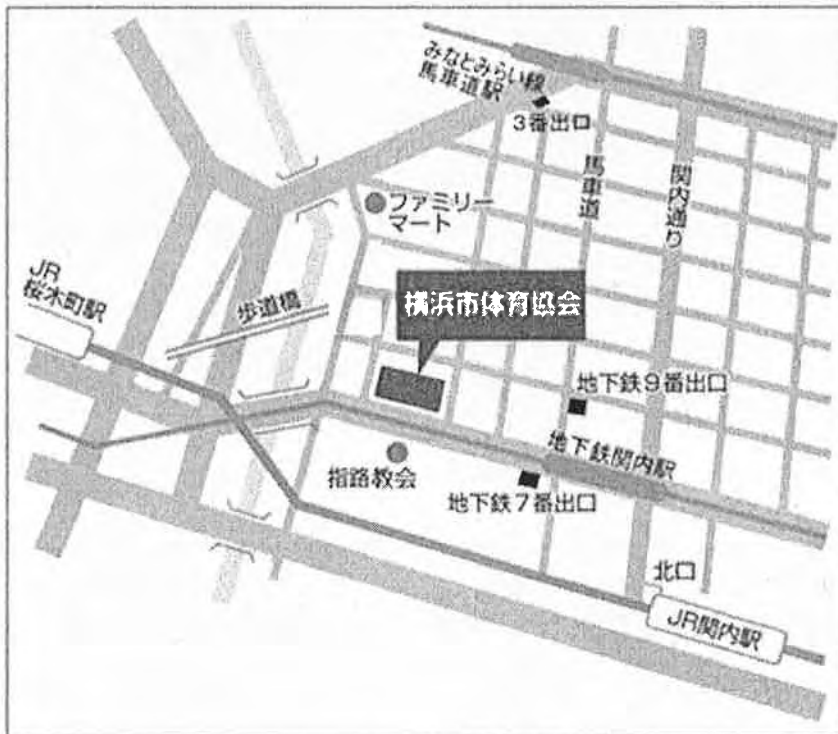 みなとみらい線
馬車道駅
3番出口
馬車道
関内通り
ファミリー
マート
JR
桜木町駅
歩道橋
横浜市体育協会
地下鉄9番出口
地下鉄関内駅
指路教会
地下鉄7番出口
北口
JR関内駅